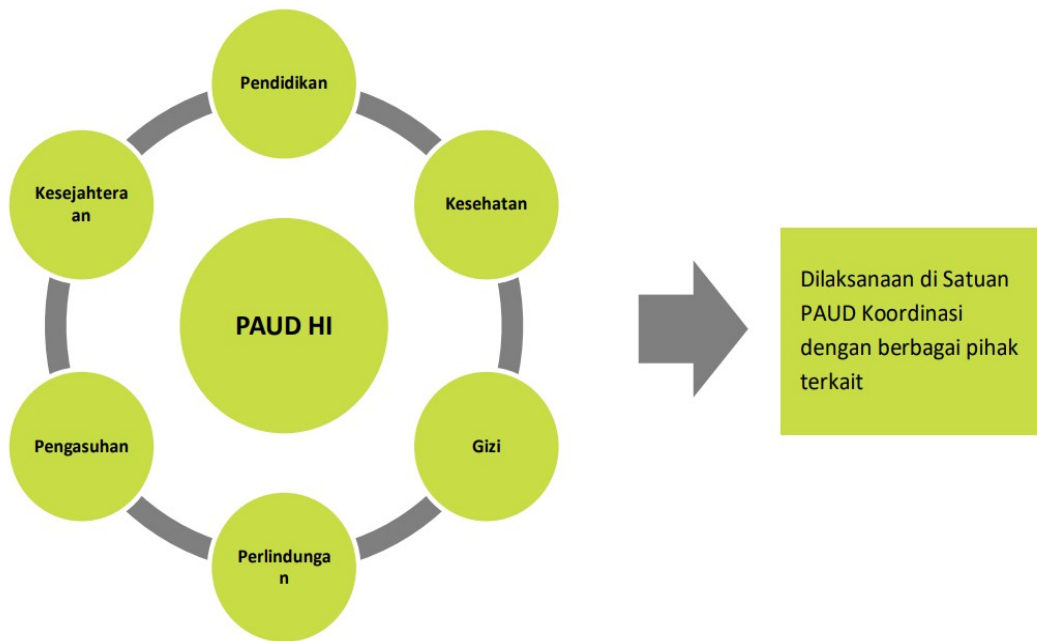 Pendidikan
Kesejahtera
an
Kesehatan
PAUD HI
Dilaksanaan di Satuan
PAUD Koordinasi
dengan berbagai pihak
terkait
Pengasuhan
Gizi
Perlindunga
n